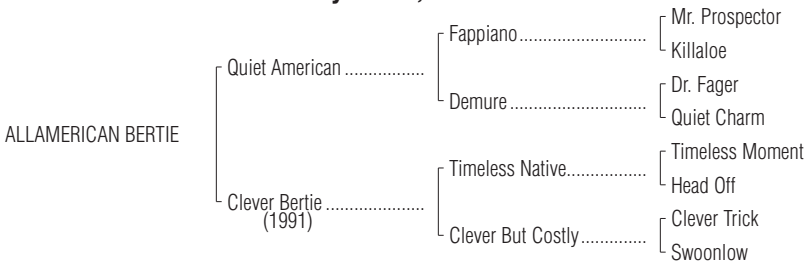 Mr. Prospector
Fappiano
Killaloe
Quiet American
Dr. Fager
Demure
Quiet Charm
ALLAMERICAN BERTIE
Timeless Moment
Timeless Native
Head Off
Clever Bertie
(1991)
Clever Trick
Clever But Costly
Swoonlow